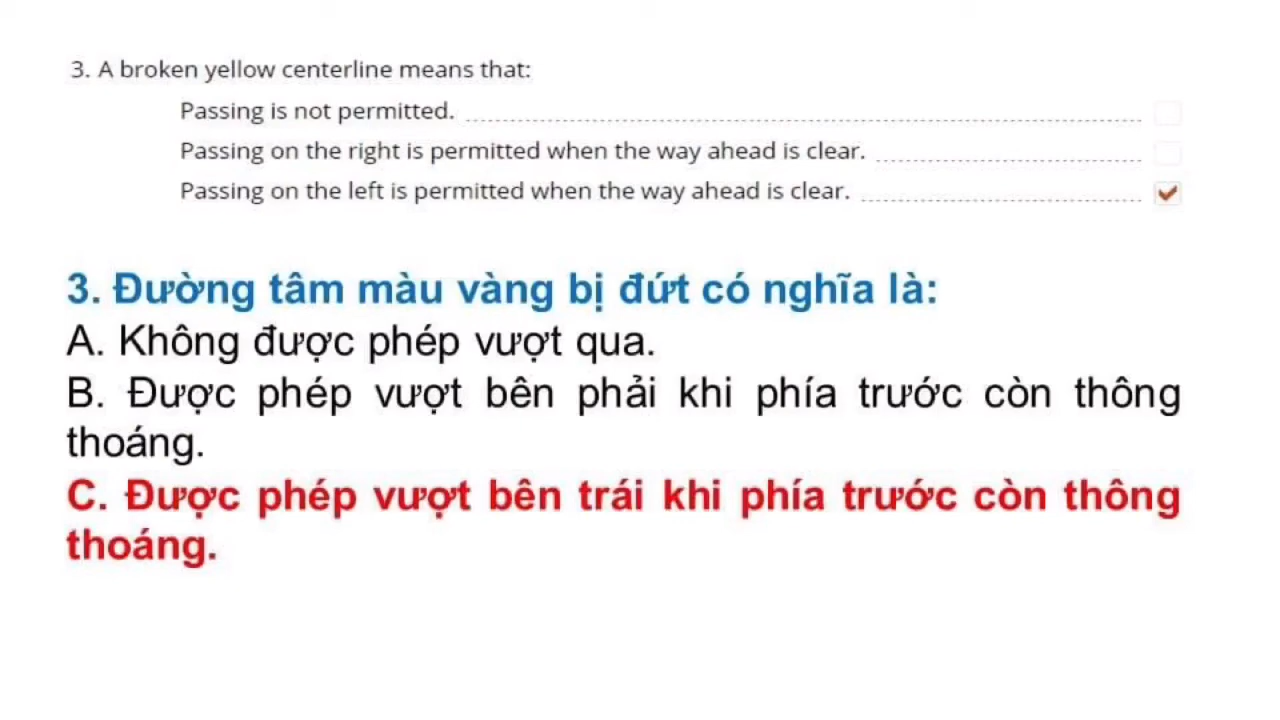 3. A broken yellow centerline means that:
Passing is not permitted.
Passing on the right is permitted when the way ahead is clear.
Passing on the left is permitted when the way ahead is clear.
3. Đường tâm màu vàng bị đứt có nghĩa là:
A. Không được phép vượt qua.
B. Được phép vượt bên phải khi phía trước còn thông
thoáng.
C. Được phép vượt bên trái khi phía trước còn thông
thoáng.